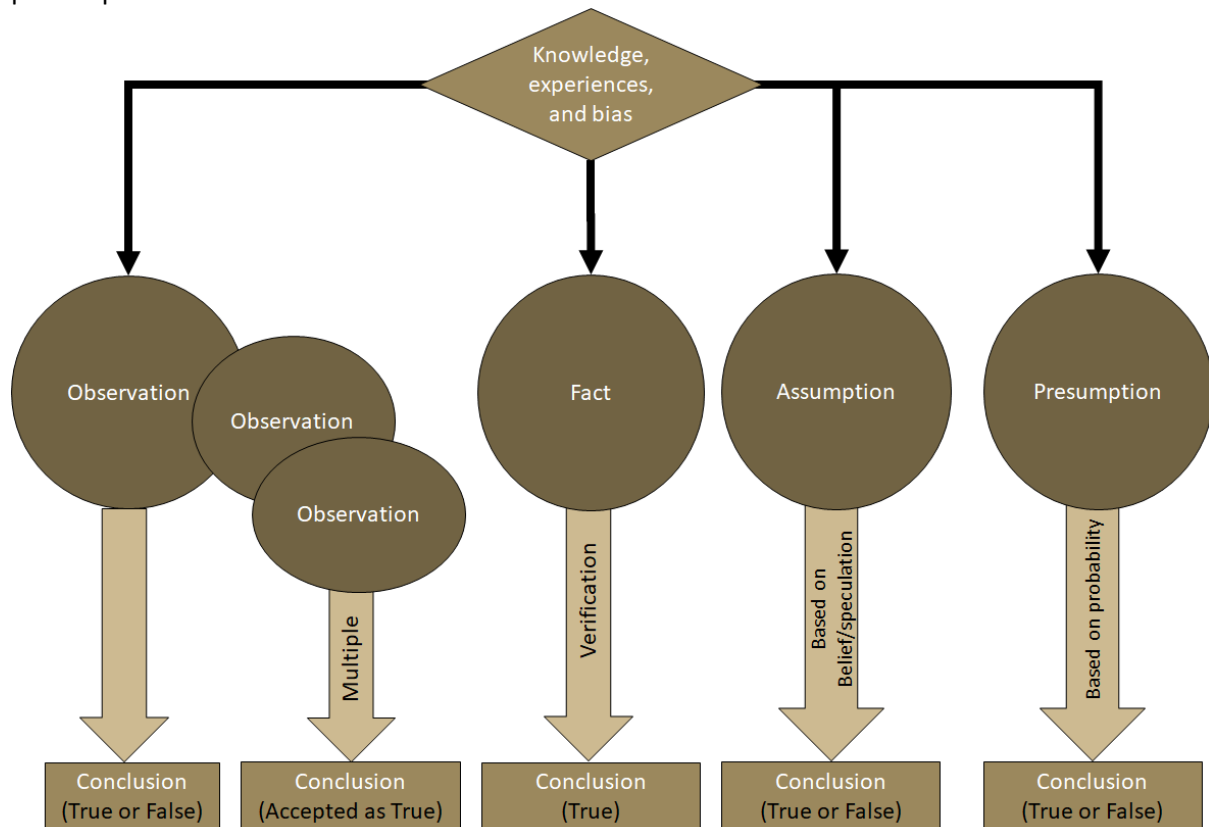 Knowledge,
experiences,
and bias
Observation
Observation
Observation
Fact
Assumption
Presumption
Multiple
Verification
Based on
Belief/speculation
Based on probability
Conclusion
(True or False)
Conclusion
(Accepted as True)
Conclusion
(True)
Conclusion
(True or False)
Conclusion
(True or False)